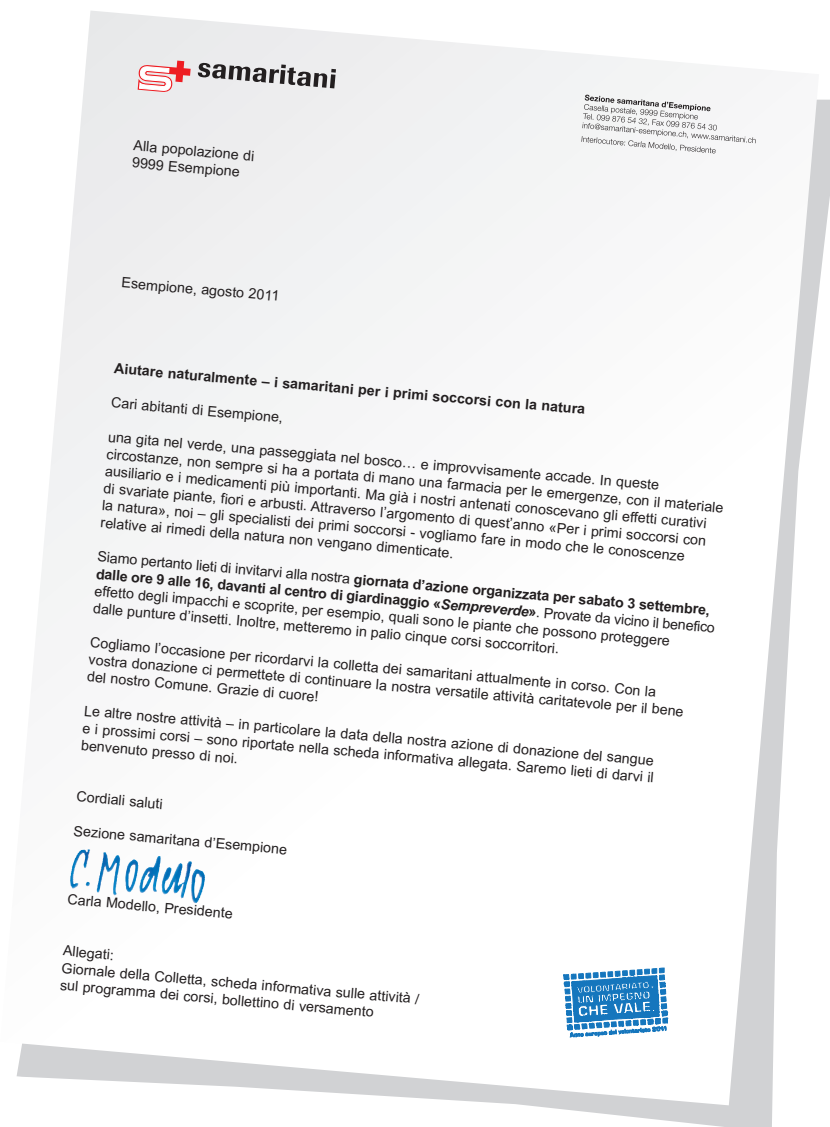 samaritani
Sezione samaritana d'Esempione
Casella postale, 9999 Esempione
Tel. 099 876 54 32, Fax 099 876 54 30
info@samaritani-esempione.ch, www.samaritani.ch
Interlocutore: Carla Modello, Presidente
Alla popolazione di
9999 Esempione
Esempione, agosto 2011
Aiutare naturalmente – i samaritani per i primi soccorsi con la natura
Cari abitanti di Esempione,
una gita nel verde, una passeggiata nel bosco… e improvvisamente accade. In queste
circostanze, non sempre si ha a portata di mano una farmacia per le emergenze, con il materiale
ausiliario e i medicamenti più importanti. Ma già i nostri antenati conoscevano gli effetti curativi
di svariate piante, fiori e arbusti. Attraverso l'argomento di quest'anno «Per i primi soccorsi con
la natura», noi – gli specialisti dei primi soccorsi - vogliamo fare in modo che le conoscenze
relative ai rimedi della natura non vengano dimenticate.
Siamo pertanto lieti di invitarvi alla nostra giornata d'azione organizzata per sabato 3 settembre,
dalle ore 9 alle 16, davanti al centro di giardinaggio «Sempreverde». Provate da vicino il benefico
effetto degli impacchi e scoprite, per esempio, quali sono le piante che possono proteggere
dalle punture d'insetti. Inoltre, metteremo in palio cinque corsi soccorritori.
Cogliamo l'occasione per ricordarvi la colletta dei samaritani attualmente in corso. Con la
vostra donazione ci permettete di continuare la nostra versatile attività caritatevole per il bene
del nostro Comune. Grazie di cuore!
Le altre nostre attività – in particolare la data della nostra azione di donazione del sangue
e i prossimi corsi – sono riportate nella scheda informativa allegata. Saremo lieti di darvi il
benvenuto presso di noi.
Cordiali saluti
Sezione samaritana d'Esempione
C. Modello
Carla Modello, Presidente
Allegati:
Giornale della Colletta, scheda informativa sulle attività /
sul programma dei corsi, bollettino di versamento
VOLONTARIATO,
UN IMPEGNO
CHE VALE.
Anno europeo del volontariato 2011